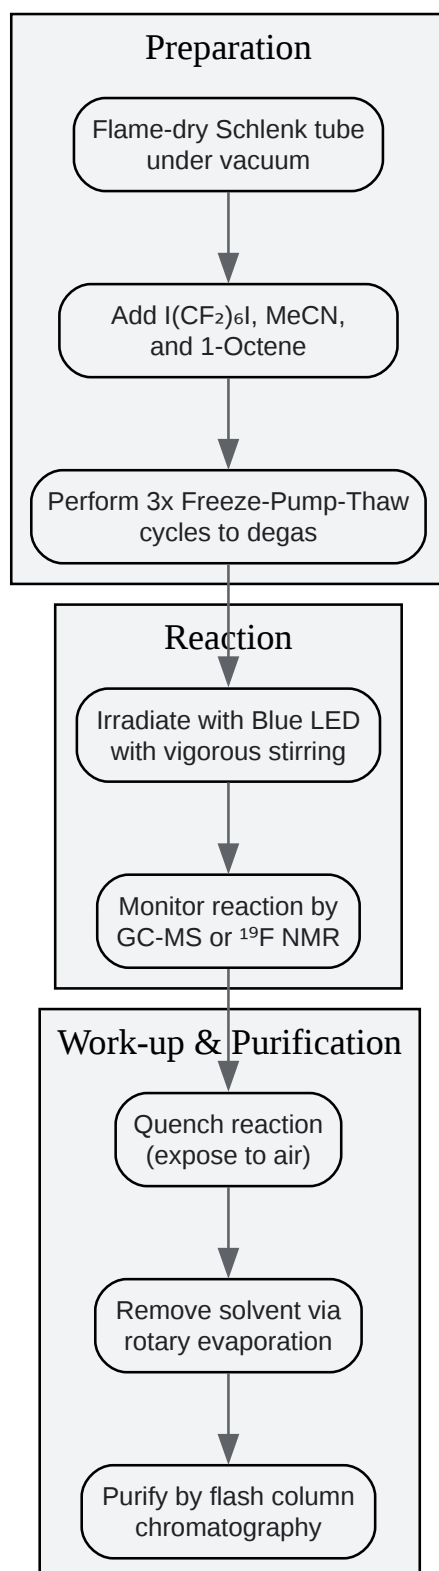 Preparation
Flame-dry Schlenk tube
under vacuum
Add I(CF₂)₆I, MeCN,
and 1-Octene
Perform 3x Freeze-Pump-Thaw
cycles to degas
Reaction
Irradiate with Blue LED
with vigorous stirring
Monitor reaction by
GC-MS or ¹⁹F NMR
Work-up & Purification
Quench reaction
(expose to air)
Remove solvent via
rotary evaporation
Purify by flash column
chromatography